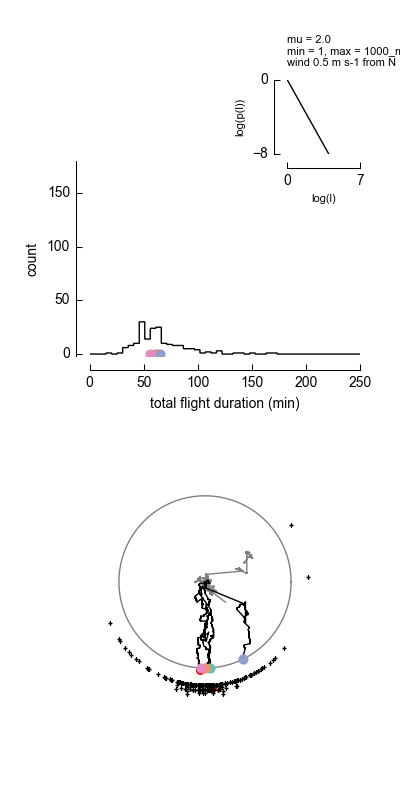 mu = 2.0
min = 1, max = 1000_m
wind 0.5 m s-1 from N
0
log(p(l))
−8
0 7
log(l)
150
100
count
50
0
0 50 100 150 200 250
total flight duration (min)